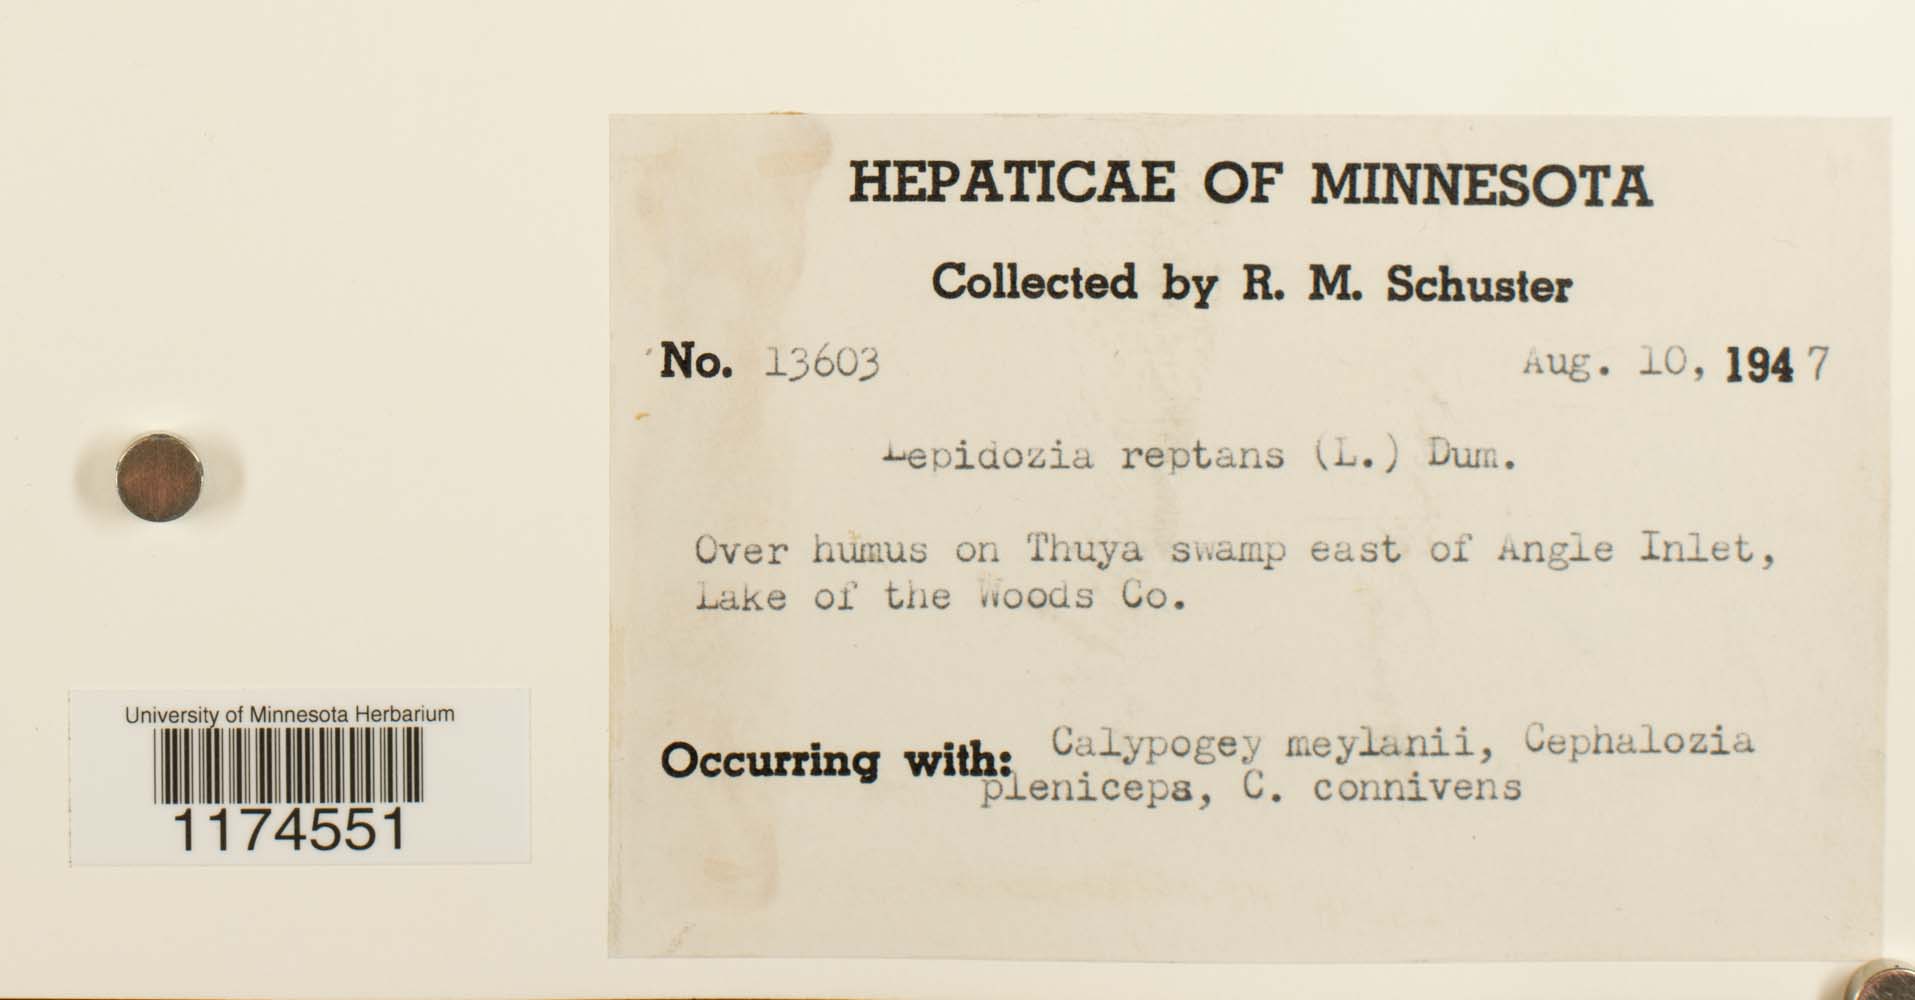 HEPATICAE OF MINNESOTA
Collected by R. M. Schuster
No. 13603 Aug. 10, 1947
Lepidozia reptans (L.) Dum.
Over humus on Thuya swamp east of Angle Inlet,
Lake of the Woods Co.
Occurring with: Calypogey meylanii, Cephalozia
pleniceps, C. connivens
University of Minnesota Herbarium
1174551